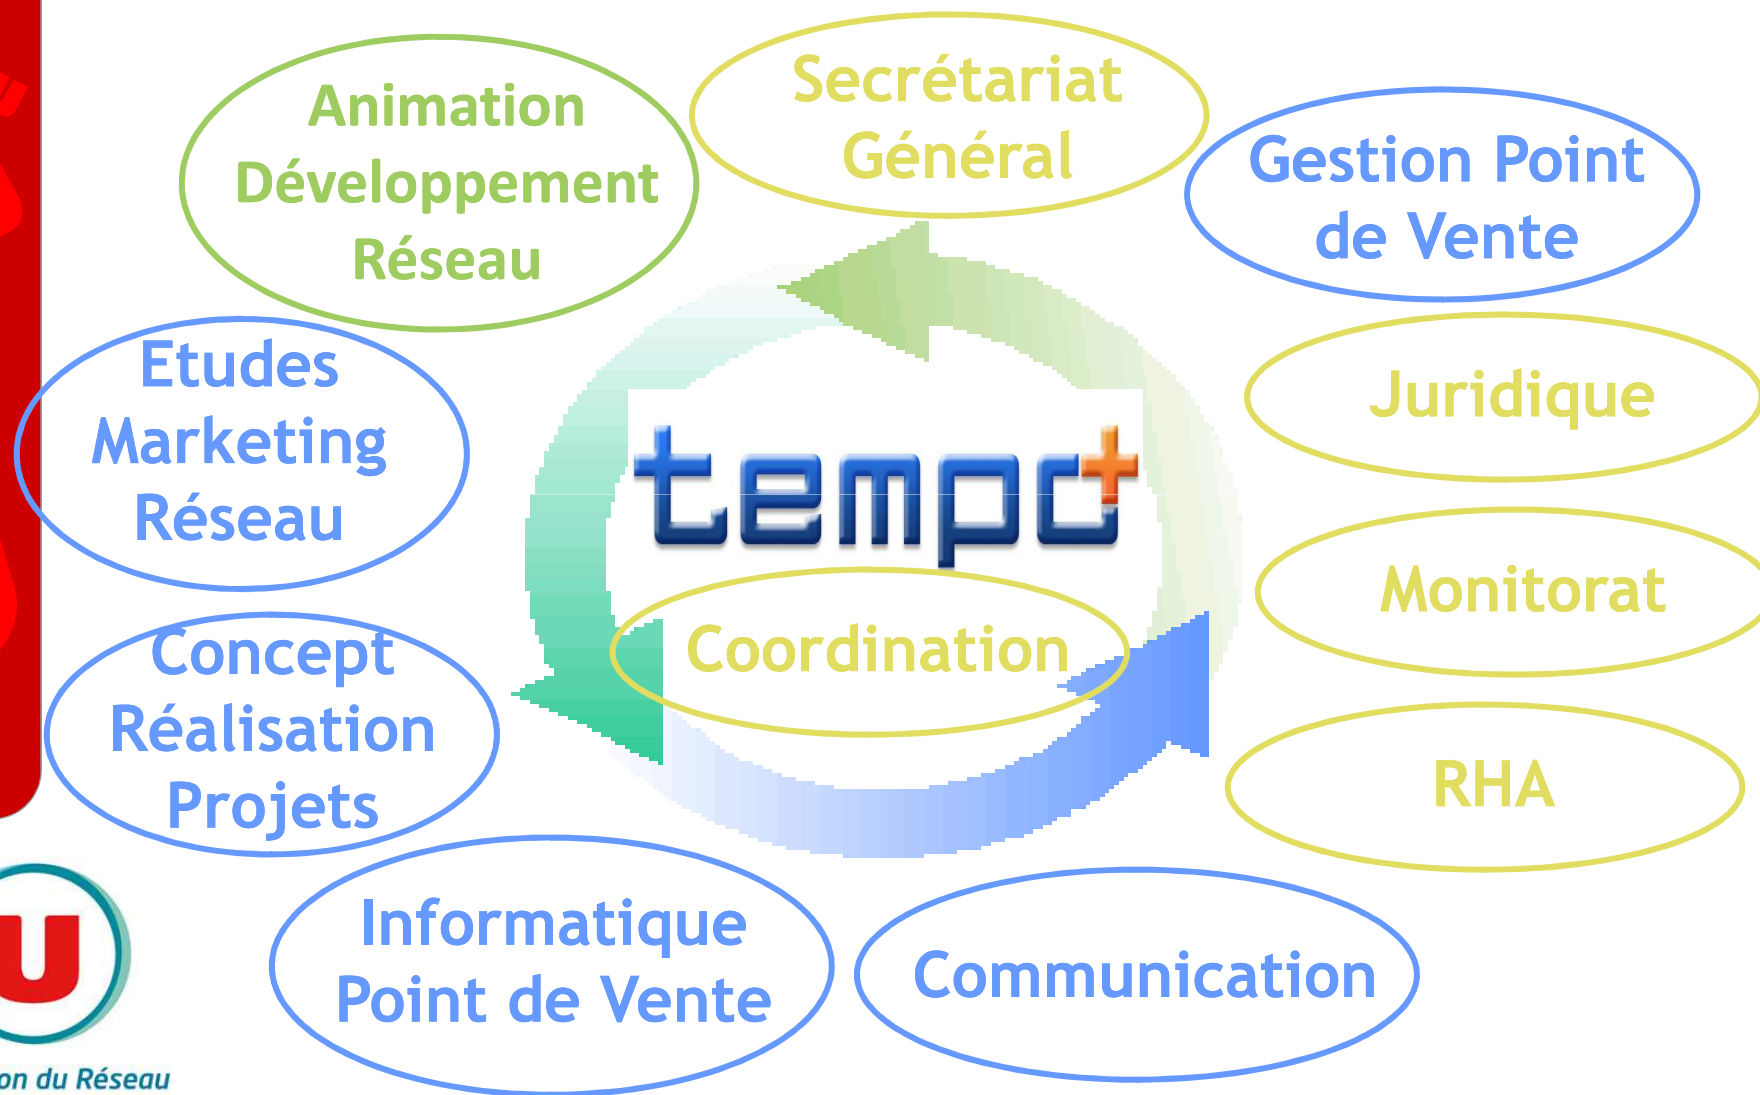 Animation
Développement
Réseau
Secrétariat
Général
Gestion Point
de Vente
Etudes
Marketing
Réseau
Juridique
tempo+
Monitorat
Coordination
Concept
Réalisation
Projets
RHA
Informatique
Point de Vente
Communication
U
on du Réseau